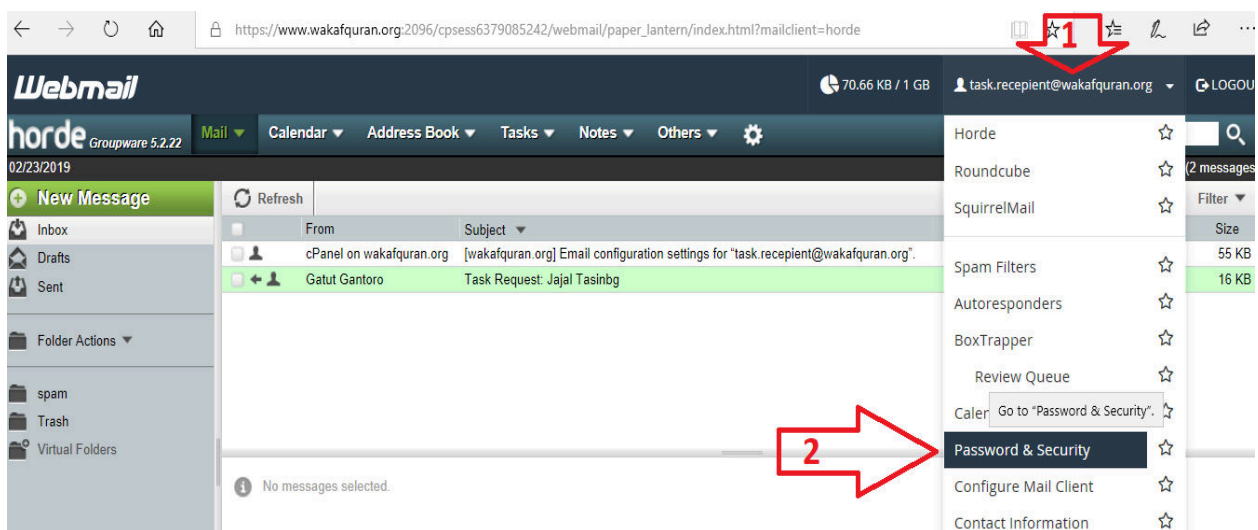 https://www.wakafquran.org:2096/cpsess6379085242/webmail/paper_lantern/index.html?mailclient=horde
1
Webmail
70.66 KB / 1 GB
task.recepient@wakafquran.org
LOGOU
horde Groupware 5.2.22
Mail
Calendar
Address Book
Tasks
Notes
Others
02/23/2019
(2 messages
New Message
Refresh
Filter
Inbox
Drafts
Sent
Folder Actions
spam
Trash
Virtual Folders
From
Subject
Size
cPanel on wakafquran.org
[wakafquran.org] Email configuration settings for “task.recepient@wakafquran.org”.
55 KB
Gatut Gantoro
Task Request: Jajal Tasinbg
16 KB
No messages selected.
Horde
Roundcube
SquirrelMail
Spam Filters
Autoresponders
BoxTrapper
Review Queue
Caler
Go to “Password & Security”.
2
Password & Security
Configure Mail Client
Contact Information